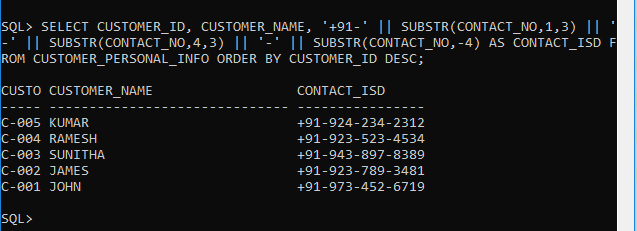 SQL> SELECT CUSTOMER_ID, CUSTOMER_NAME, '+91-' || SUBSTR(CONTACT_NO,1,3) || '
-' || SUBSTR(CONTACT_NO,4,3) || '-' || SUBSTR(CONTACT_NO,-4) AS CONTACT_ISD F
ROM CUSTOMER_PERSONAL_INFO ORDER BY CUSTOMER_ID DESC;
CUSTO CUSTOMER_NAME                  CONTACT_ISD
----- ------------------------------ ----------------
C-005 KUMAR                          +91-924-234-2312
C-004 RAMESH                         +91-923-523-4534
C-003 SUNITHA                        +91-943-897-8389
C-002 JAMES                          +91-923-789-3481
C-001 JOHN                           +91-973-452-6719
SQL>